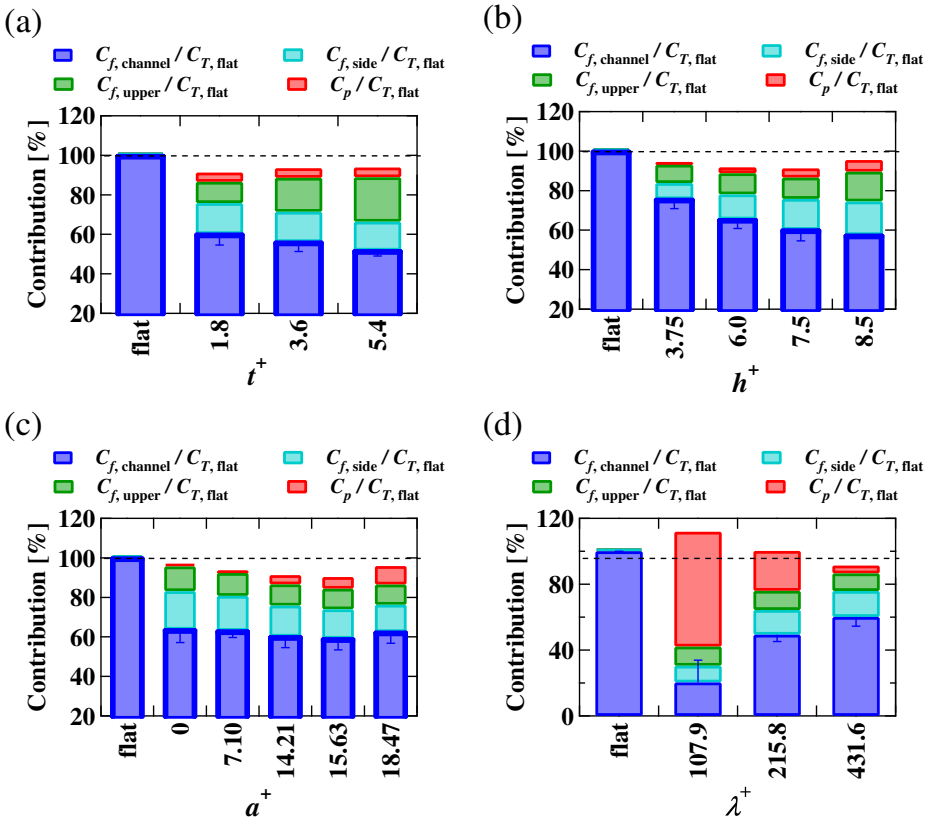 (a)
C_f, channel / C_T, flat
C_f, side / C_T, flat
C_f, upper / C_T, flat
C_p / C_T, flat
Contribution [%]
120
100
80
60
40
20
flat
1.8
3.6
5.4
t^+
(b)
C_f, channel / C_T, flat
C_f, side / C_T, flat
C_f, upper / C_T, flat
C_p / C_T, flat
Contribution [%]
120
100
80
60
40
20
flat
3.75
6.0
7.5
8.5
h^+
(c)
C_f, channel / C_T, flat
C_f, side / C_T, flat
C_f, upper / C_T, flat
C_p / C_T, flat
Contribution [%]
120
100
80
60
40
20
flat
0
7.10
14.21
15.63
18.47
a^+
(d)
C_f, channel / C_T, flat
C_f, side / C_T, flat
C_f, upper / C_T, flat
C_p / C_T, flat
Contribution [%]
120
80
40
0
flat
107.9
215.8
431.6
λ^+